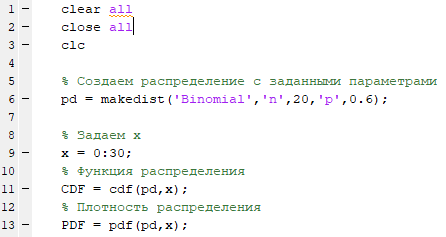 1 – clear all
2 – close all
3 – clc
4
5 % Создаем распределение с заданными параметрами
6 – pd = makedist('Binomial','n',20,'p',0.6);
7
8 % Задаем x
9 – x = 0:30;
10 % Функция распределения
11 – CDF = cdf(pd,x);
12 % Плотность распределения
13 – PDF = pdf(pd,x);